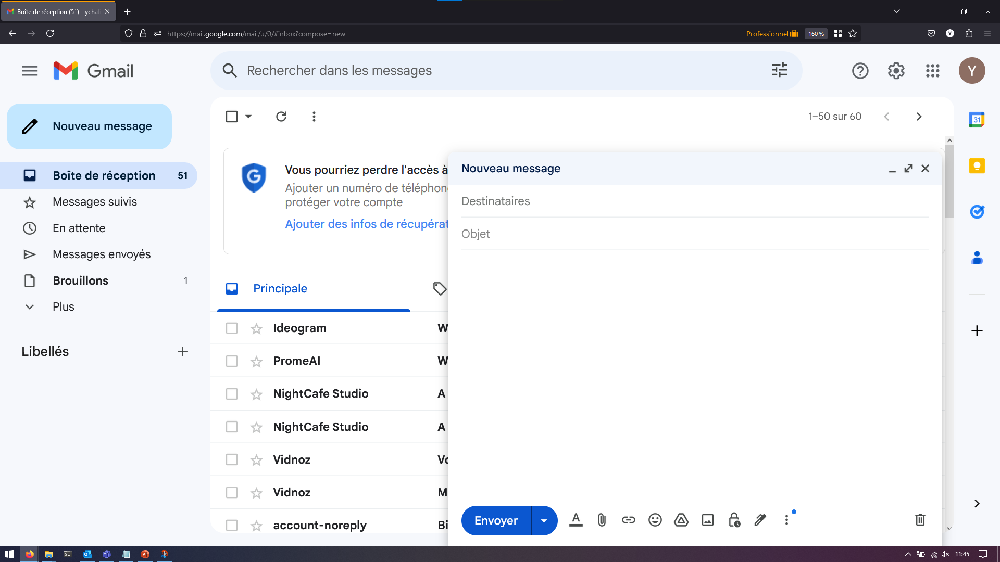 Boîte de réception (51) - ychal
https://mail.google.com/mail/u/0/#inbox?compose=new
Professionnel
160 %
Y
Gmail
Rechercher dans les messages
Y
Nouveau message
1–50 sur 60
31
Boîte de réception 51
Messages suivis
En attente
Messages envoyés
Brouillons 1
Plus
Libellés
G
Vous pourriez perdre l'accès à
Ajouter un numéro de téléphon
protéger votre compte
Ajouter des infos de récupérat
Principale
Ideogram W
PromeAI W
NightCafe Studio A
NightCafe Studio A
Vidnoz Vo
Vidnoz Me
account-noreply Bi
Nouveau message
Destinataires
Objet
Envoyer
11:45